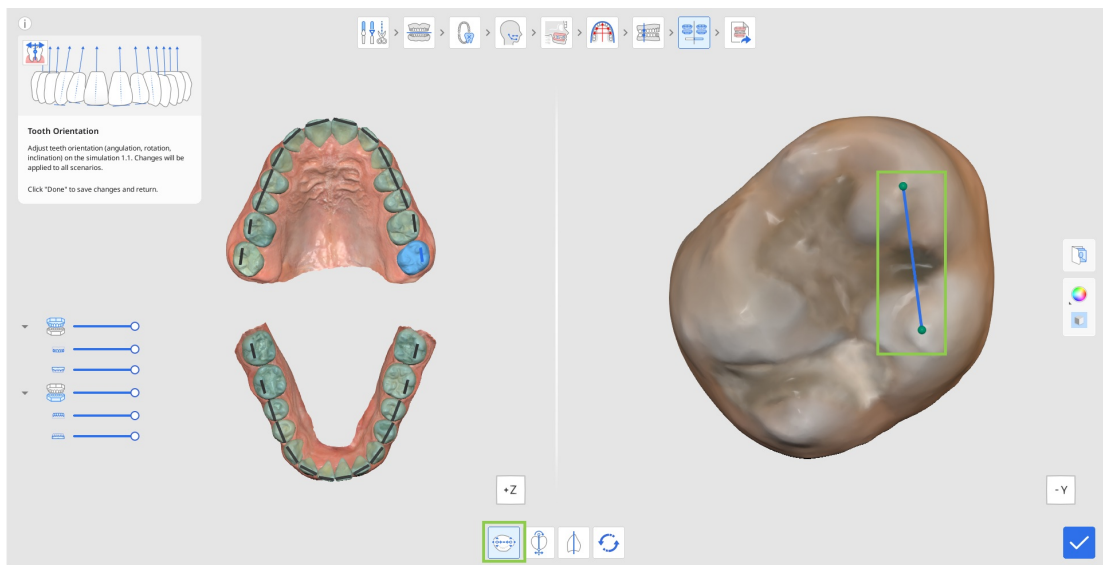 i
Tooth Orientation
Adjust teeth orientation (angulation, rotation,
inclination) on the simulation 1.1. Changes will be
applied to all scenarios.
Click "Done" to save changes and return.
+Z
-Y